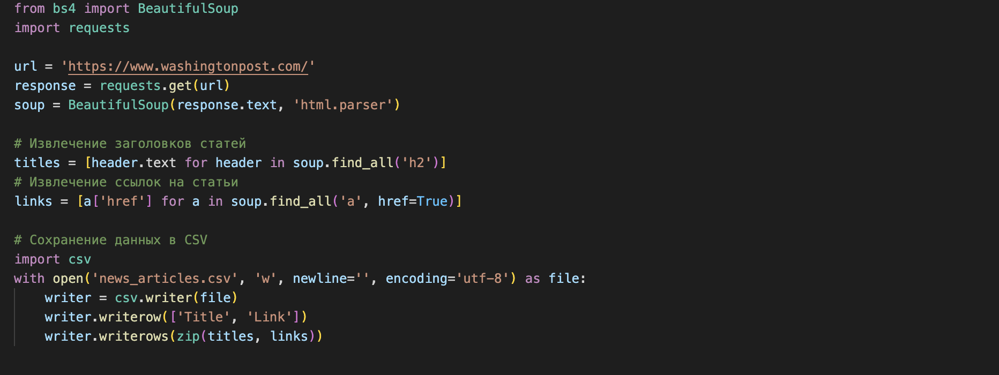 from bs4 import BeautifulSoup
import requests

url = 'https://www.washingtonpost.com/'
response = requests.get(url)
soup = BeautifulSoup(response.text, 'html.parser')

# Извлечение заголовков статей
titles = [header.text for header in soup.find_all('h2')]
# Извлечение ссылок на статьи
links = [a['href'] for a in soup.find_all('a', href=True)]

# Сохранение данных в CSV
import csv
with open('news_articles.csv', 'w', newline='', encoding='utf-8') as file:
    writer = csv.writer(file)
    writer.writerow(['Title', 'Link'])
    writer.writerows(zip(titles, links))